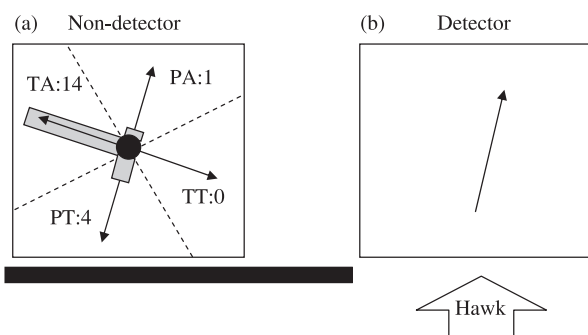 (a) Non-detector
(b) Detector
TA:14
PA:1
TT:0
PT:4
Hawk